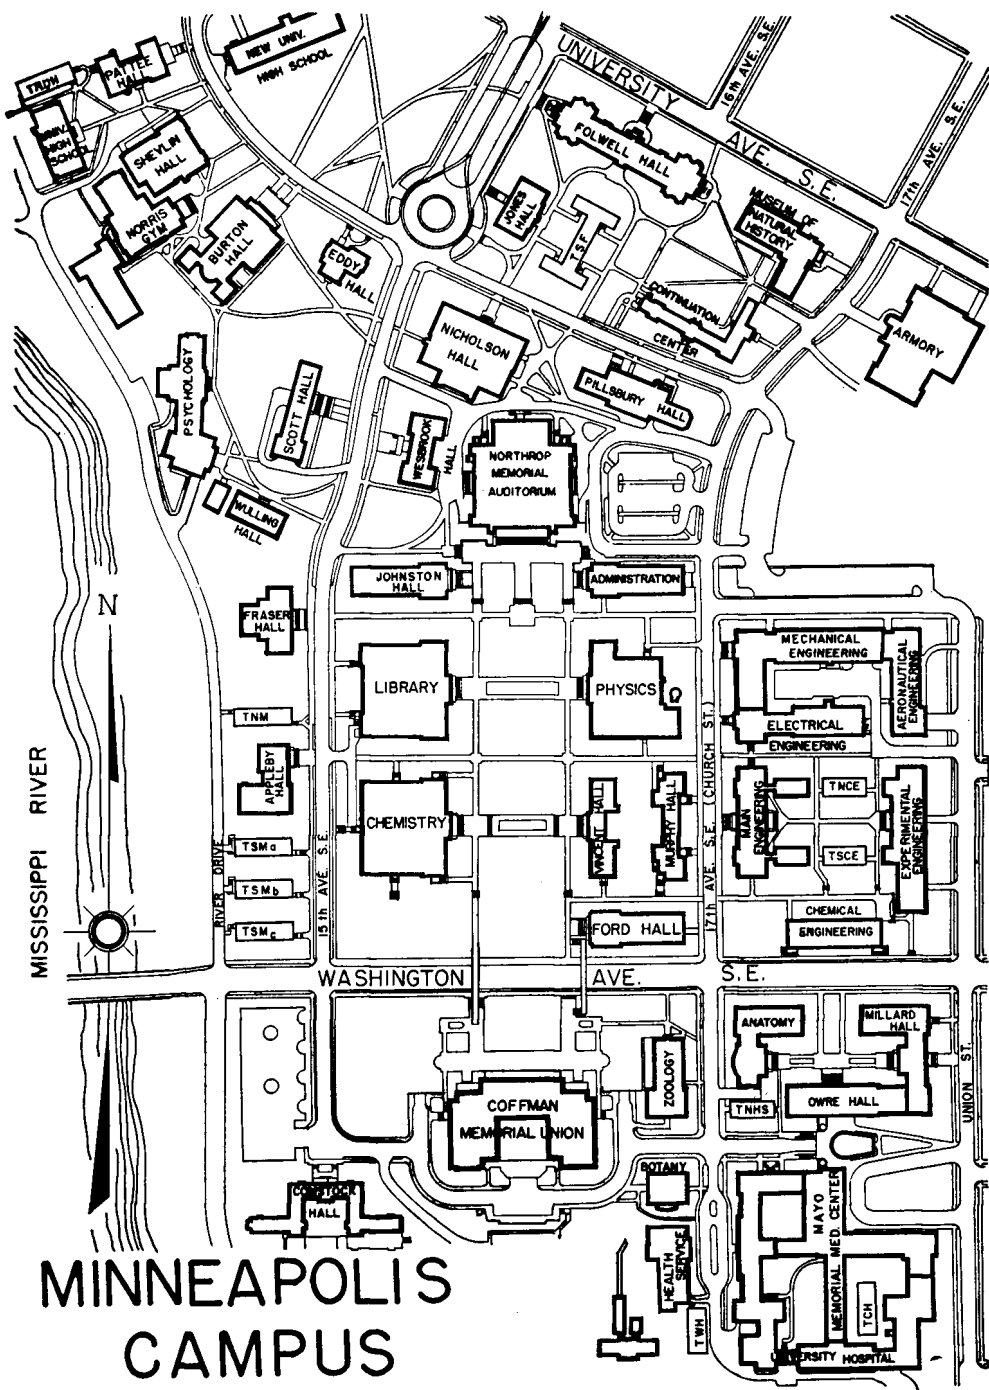 NEW UNIV.
HIGH SCHOOL
UNIVERSITY AVE. S.E.
16th AVE. S.E.
17th AVE. S.E.
PATTEE
HALL
UNIV.
HIGH
SCHOOL
SHEVLIN
HALL
NORRIS
GYM
BURTON
HALL
EDDY
HALL
JONES
HALL
T.S.F.
FOLWELL HALL
MUSEUM OF
NATURAL
HISTORY
CONTINUATION
CENTER
ARMORY
NICHOLSON
HALL
PILLSBURY HALL
PSYCHOLOGY
SCOTT HALL
WESBROOK
HALL
NORTHROP
MEMORIAL
AUDITORIUM
WULLING
HALL
N
JOHNSTON
HALL
ADMINISTRATION
FRASER
HALL
LIBRARY
PHYSICS
MECHANICAL
ENGINEERING
AERONAUTICAL
ENGINEERING
TNM
ELECTRICAL
ENGINEERING
APPLEBY
HALL
CHEMISTRY
VINCENT HALL
MURPHY HALL
17th AVE. S.E. (CHURCH ST.)
MAIN
ENGINEERING
TNCE
TSCE
EXPERIMENTAL
ENGINEERING
MISSISSIPPI RIVER
RIVER DRIVE
15th AVE. S.E.
TSMa
TSMb
TSMc
FORD HALL
CHEMICAL
ENGINEERING
WASHINGTON AVE. S.E.
ANATOMY
MILLARD
HALL
ZOOLOGY
TNHS
OWRE HALL
UNION ST.
COFFMAN
MEMORIAL UNION
COMSTOCK
HALL
BOTANY
HEALTH
SERVICE
MAYO
MEMORIAL MED. CENTER
TCH
TWH
UNIVERSITY HOSPITAL
MINNEAPOLIS
CAMPUS